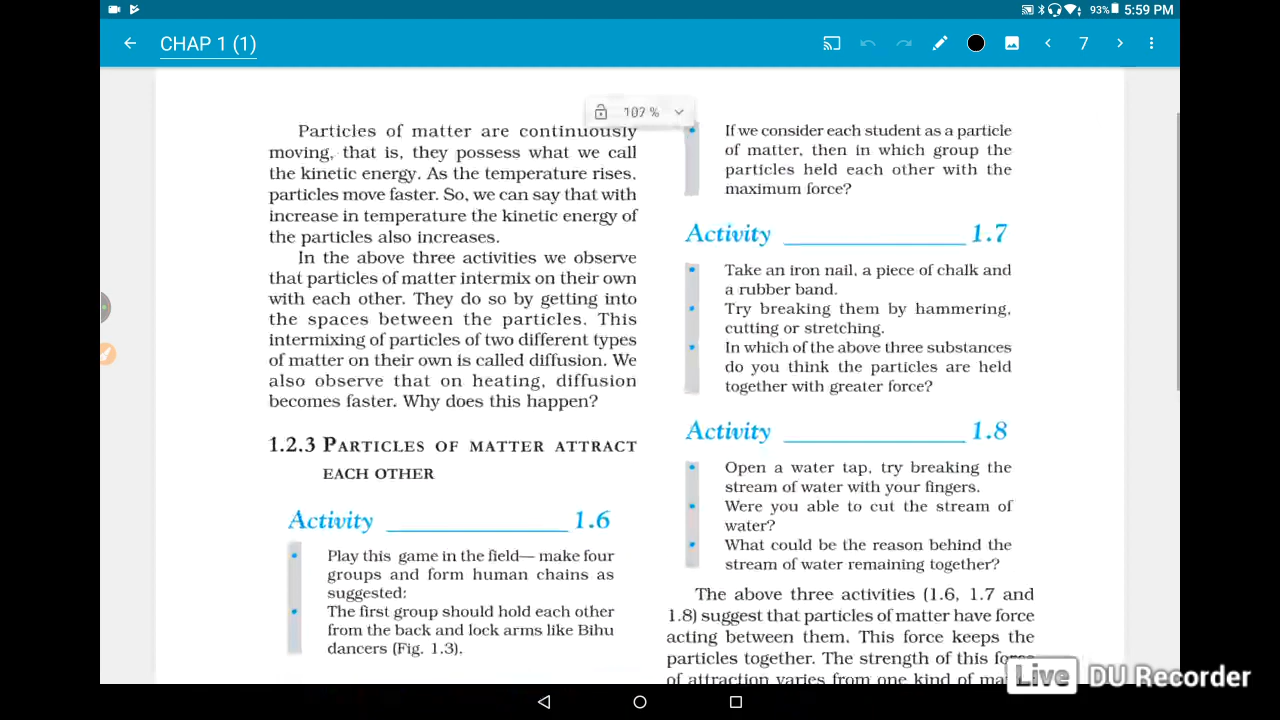 93% 5:59 PM
CHAP 1 (1)
7
102 %
Particles of matter are continuously
moving, that is, they possess what we call
the kinetic energy. As the temperature rises,
particles move faster. So, we can say that with
increase in temperature the kinetic energy of
the particles also increases.
In the above three activities we observe
that particles of matter intermix on their own
with each other. They do so by getting into
the spaces between the particles. This
intermixing of particles of two different types
of matter on their own is called diffusion. We
also observe that on heating, diffusion
becomes faster. Why does this happen?
1.2.3 PARTICLES OF MATTER ATTRACT
EACH OTHER
Activity ______________ 1.6
• Play this game in the field— make four
groups and form human chains as
suggested:
• The first group should hold each other
from the back and lock arms like Bihu
dancers (Fig. 1.3).
• If we consider each student as a particle
of matter, then in which group the
particles held each other with the
maximum force?
Activity ______________ 1.7
• Take an iron nail, a piece of chalk and
a rubber band.
• Try breaking them by hammering,
cutting or stretching.
• In which of the above three substances
do you think the particles are held
together with greater force?
Activity ______________ 1.8
• Open a water tap, try breaking the
stream of water with your fingers.
• Were you able to cut the stream of
water?
• What could be the reason behind the
stream of water remaining together?
The above three activities (1.6, 1.7 and
1.8) suggest that particles of matter have force
acting between them. This force keeps the
particles together. The strength of this force
of attraction varies from one kind of
Live DU Recorder